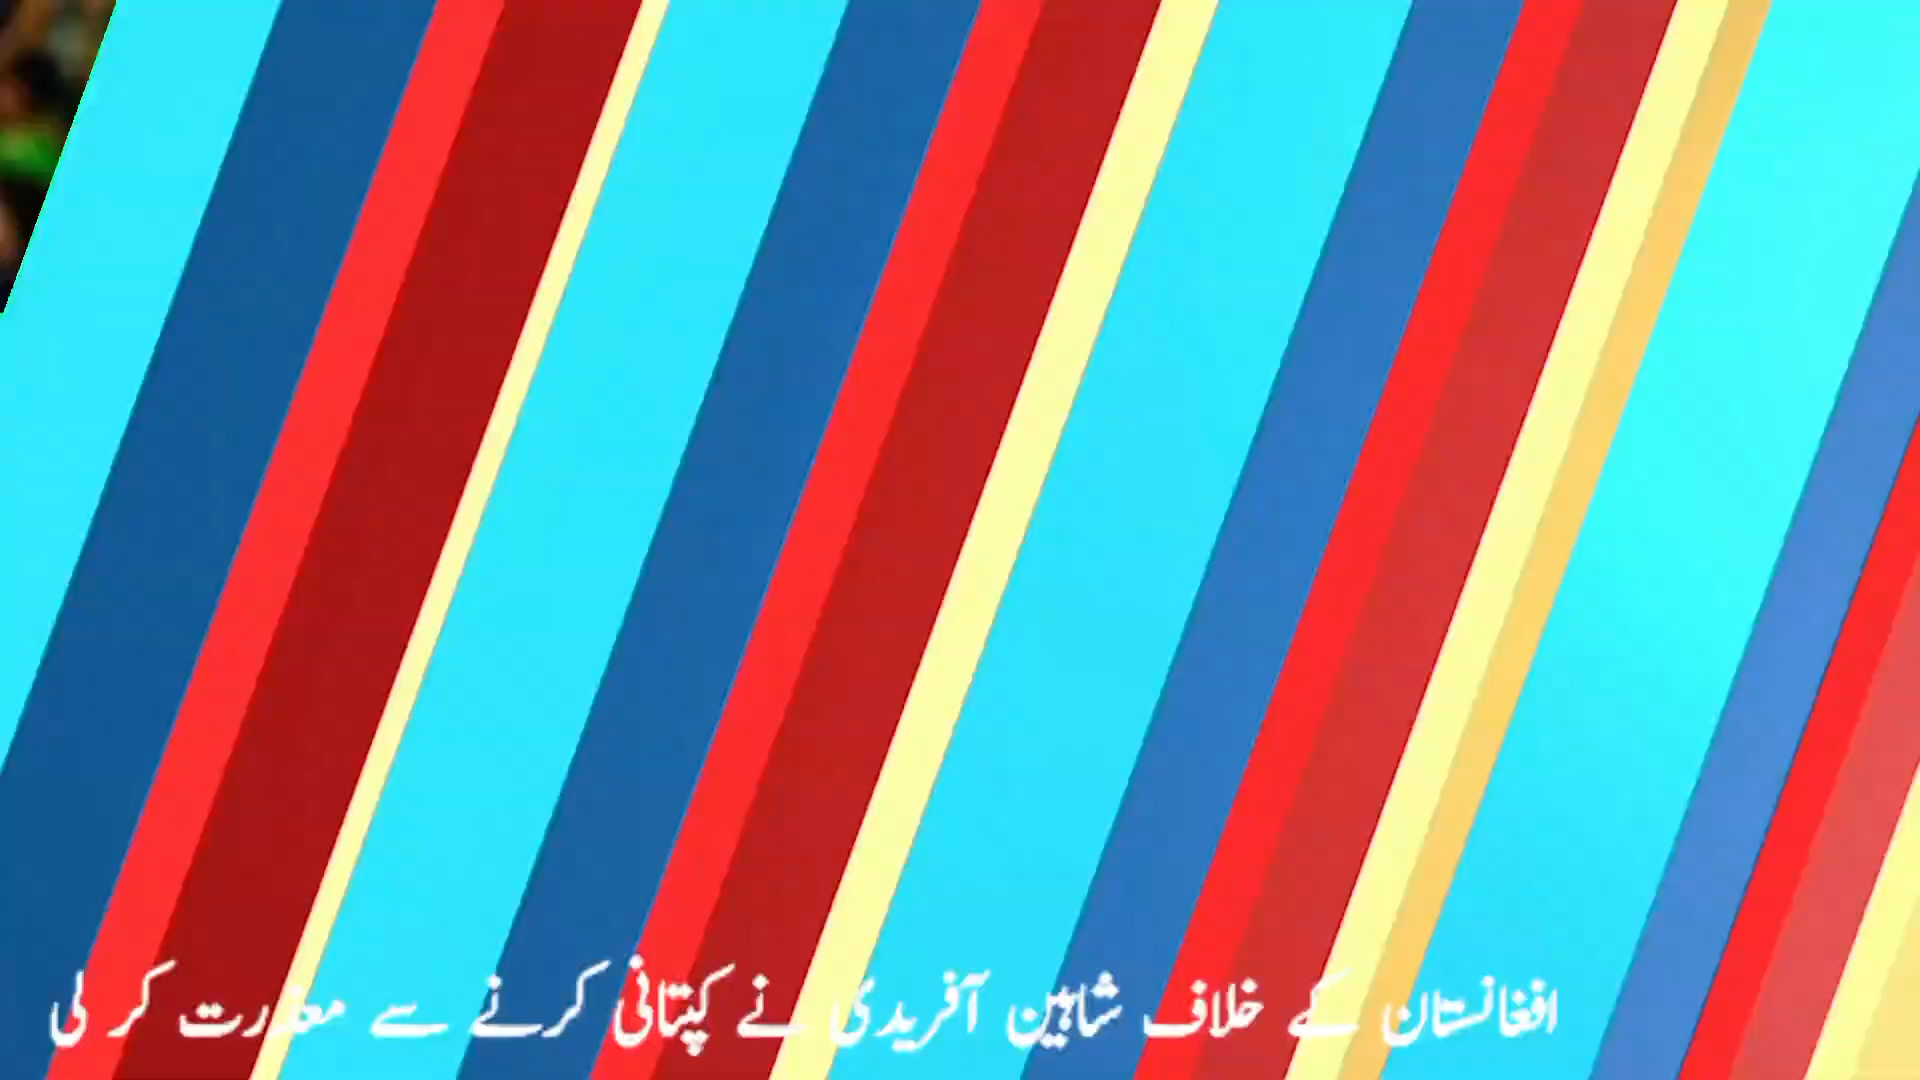 افغانستان کے خلاف شاہین آفریدی نے کپتانی کرنے سے معذرت کر لی